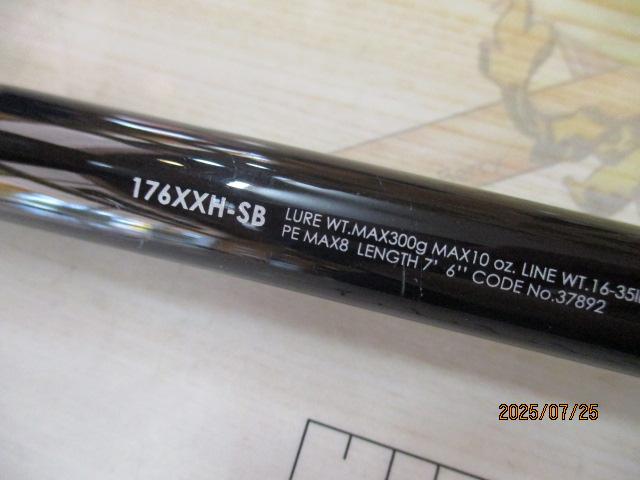 176XXH-SB
LURE WT.MAX300g MAX10 oz. LINE WT.16-35
PE MAX8 LENGTH 7' 6'' CODE No.37892
2025/07/25